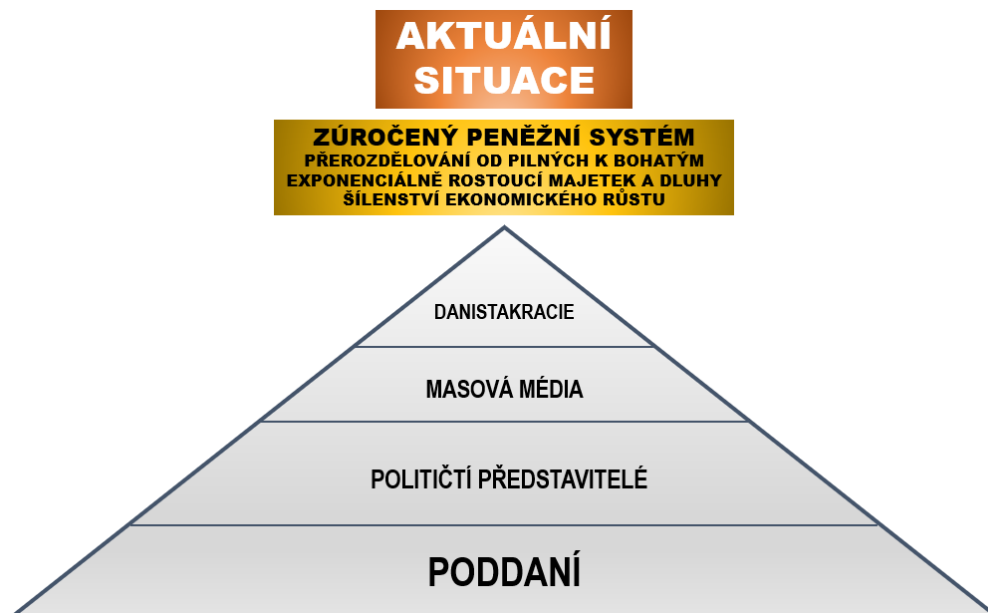 AKTUÁLNÍ
SITUACE
ZÚROČENÝ PENĚŽNÍ SYSTÉM
PŘEROZDĚLOVÁNÍ OD PILNÝCH K BOHATÝM
EXPONENCIÁLNĚ ROSTOUCÍ MAJETEK A DLUHY
ŠÍLENSTVÍ EKONOMICKÉHO RŮSTU
DANISTAKRACIE
MASOVÁ MÉDIA
POLITIČTÍ PŘEDSTAVITELÉ
PODDANÍ